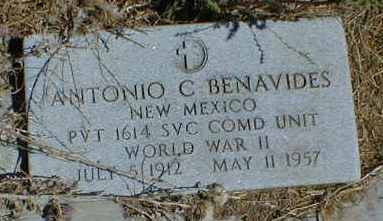 ANTONIO C BENAVIDES
NEW MEXICO
PVT 1614 SVC COMD UNIT
WORLD WAR II
JULY 5 1912 MAY 11 1957